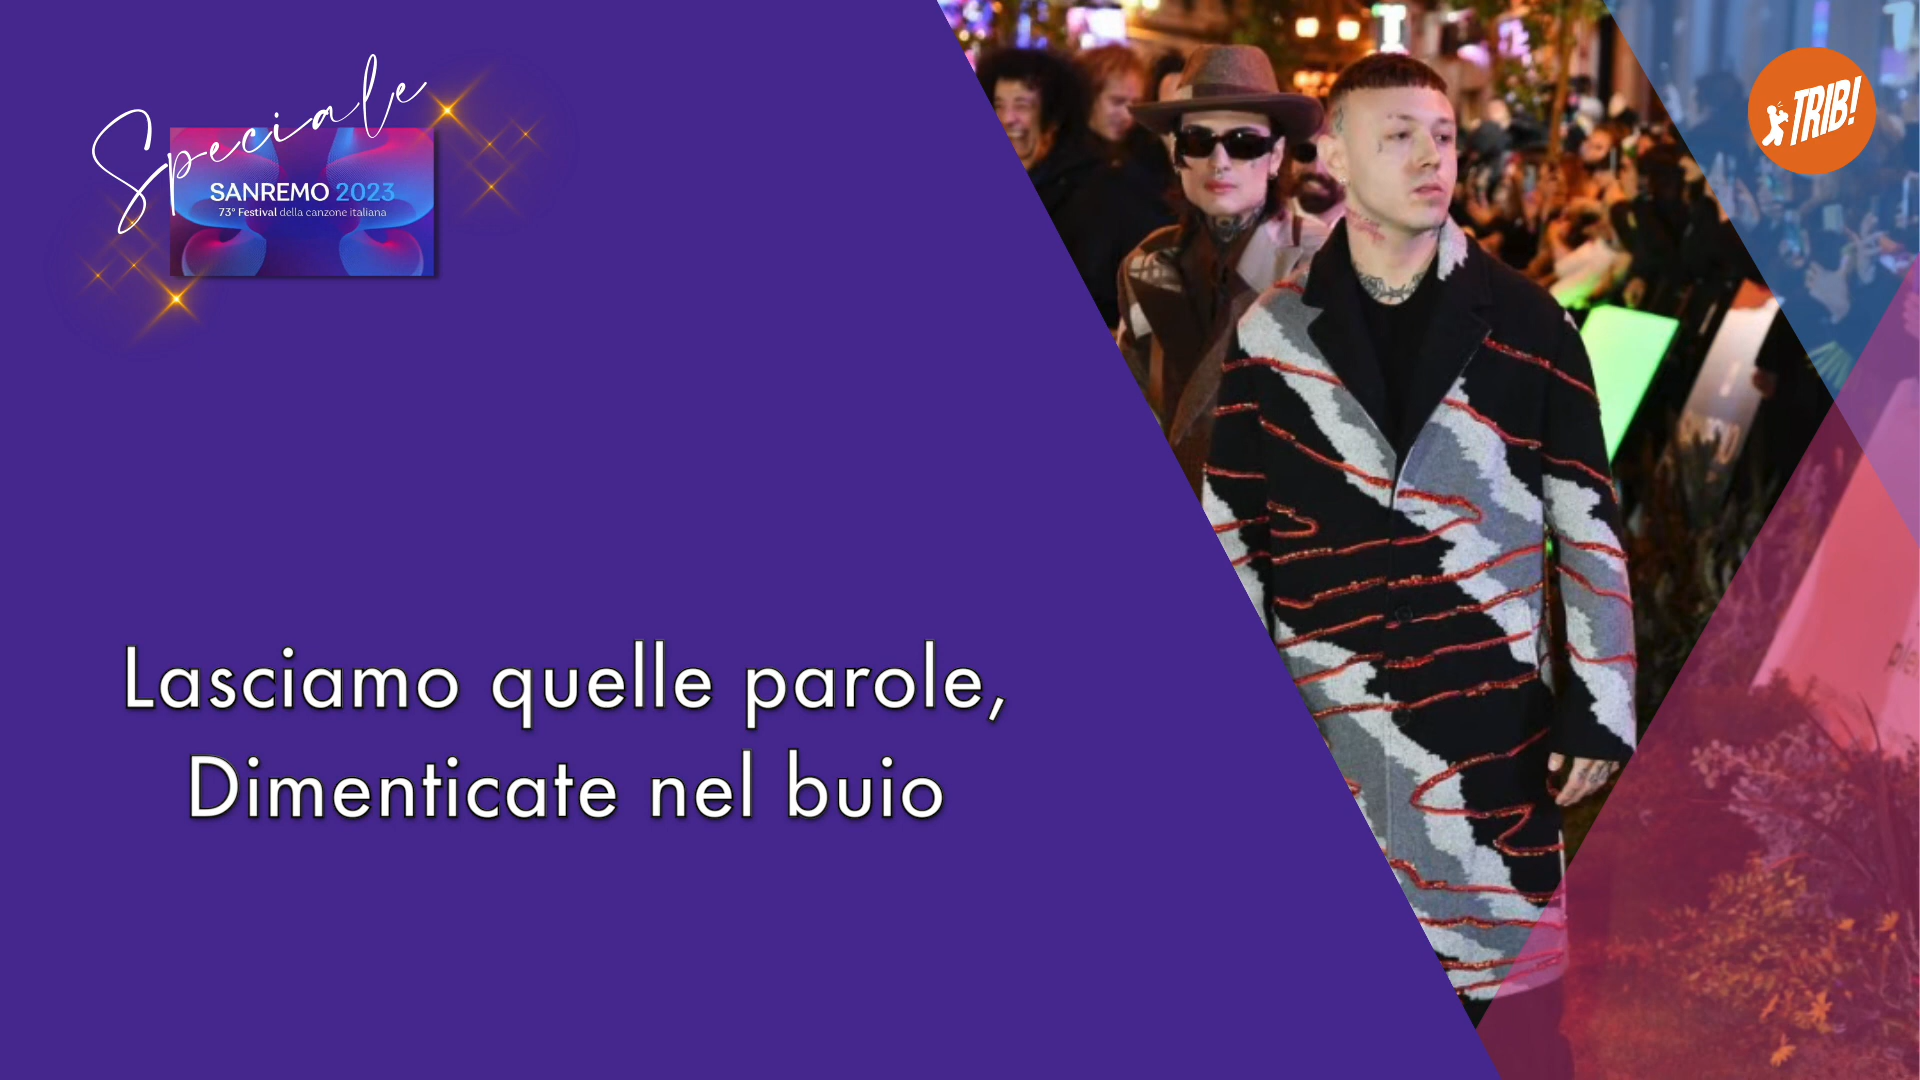 Speciale
SANREMO 2023
73° Festival della canzone italiana
TRIB!
Lasciamo quelle parole,
Dimenticate nel buio